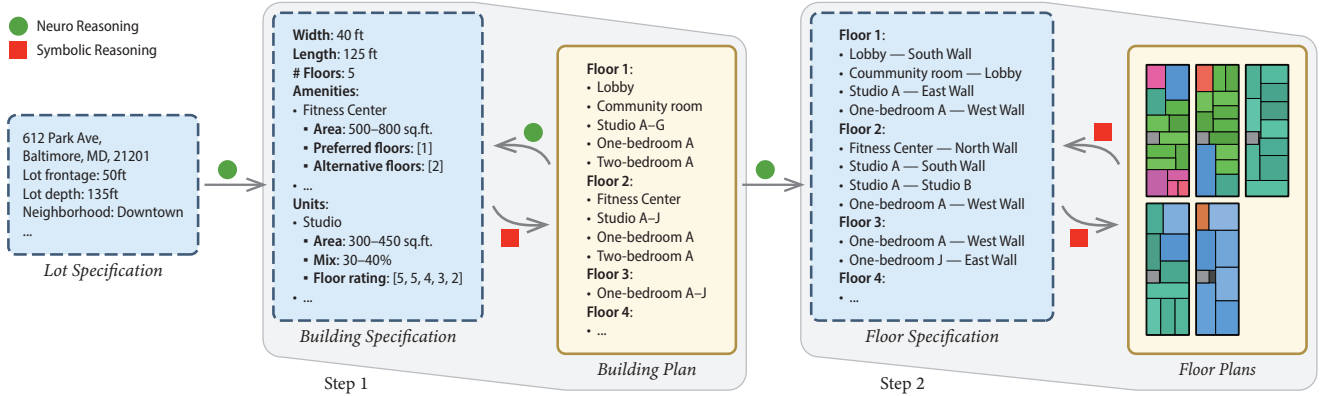 Neuro Reasoning
Symbolic Reasoning
612 Park Ave,
Baltimore, MD, 21201
Lot frontage: 50ft
Lot depth: 135ft
Neighborhood: Downtown
...
Lot Specification
Width: 40 ft
Length: 125 ft
# Floors: 5
Amenities:
• Fitness Center
▪ Area: 500–800 sq.ft.
▪ Preferred floors: [1]
▪ Alternative floors: [2]
• ...
Units:
• Studio
▪ Area: 300–450 sq.ft.
▪ Mix: 30–40%
▪ Floor rating: [5, 5, 4, 3, 2]
• ...
Building Specification
Floor 1:
• Lobby
• Community room
• Studio A–G
• One-bedroom A
• Two-bedroom A
Floor 2:
• Fitness Center
• Studio A–J
• One-bedroom A
• Two-bedroom A
Floor 3:
• One-bedroom A–J
Floor 4:
• ...
Building Plan
Step 1
Floor 1:
• Lobby — South Wall
• Coummunity room — Lobby
• Studio A — East Wall
• One-bedroom A — West Wall
Floor 2:
• Fitness Center — North Wall
• Studio A — South Wall
• Studio A — Studio B
• One-bedroom A — West Wall
Floor 3:
• One-bedroom A — West Wall
• One-bedroom J — East Wall
Floor 4:
• ...
Floor Specification
Floor Plans
Step 2